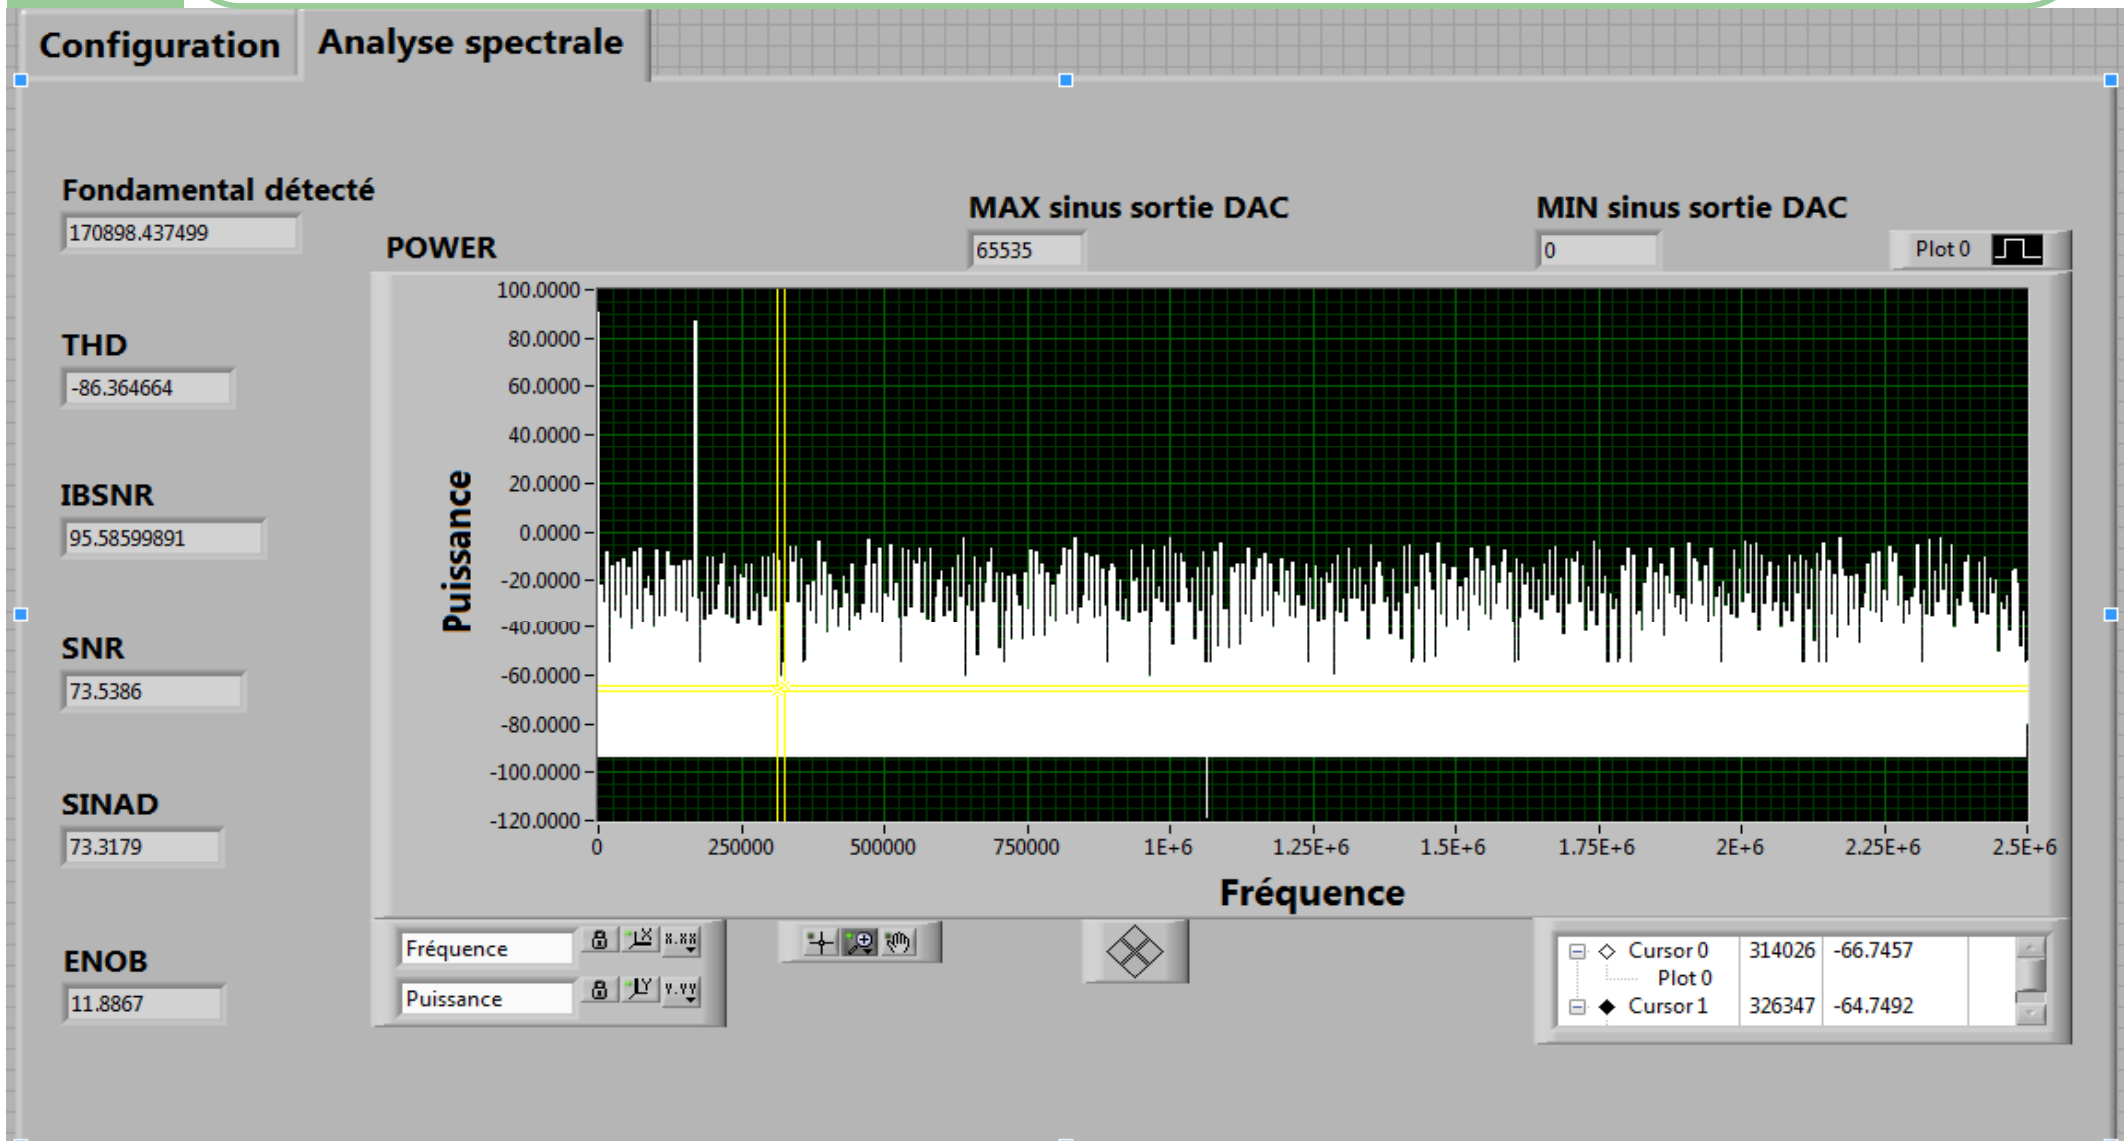 Configuration
Analyse spectrale
Fondamental détecté
170898.437499
THD
-86.364664
IBSNR
95.58599891
SNR
73.5386
SINAD
73.3179
ENOB
11.8867
MAX sinus sortie DAC
65535
MIN sinus sortie DAC
0
POWER
Plot 0
Puissance
100.0000
80.0000
60.0000
40.0000
20.0000
0.0000
-20.0000
-40.0000
-60.0000
-80.0000
-100.0000
-120.0000
0 250000 500000 750000 1E+6 1.25E+6 1.5E+6 1.75E+6 2E+6 2.25E+6 2.5E+6
Fréquence
Fréquence X X.XX
Puissance Y Y.YY
Cursor 0 314026 -66.7457
Plot 0
Cursor 1 326347 -64.7492